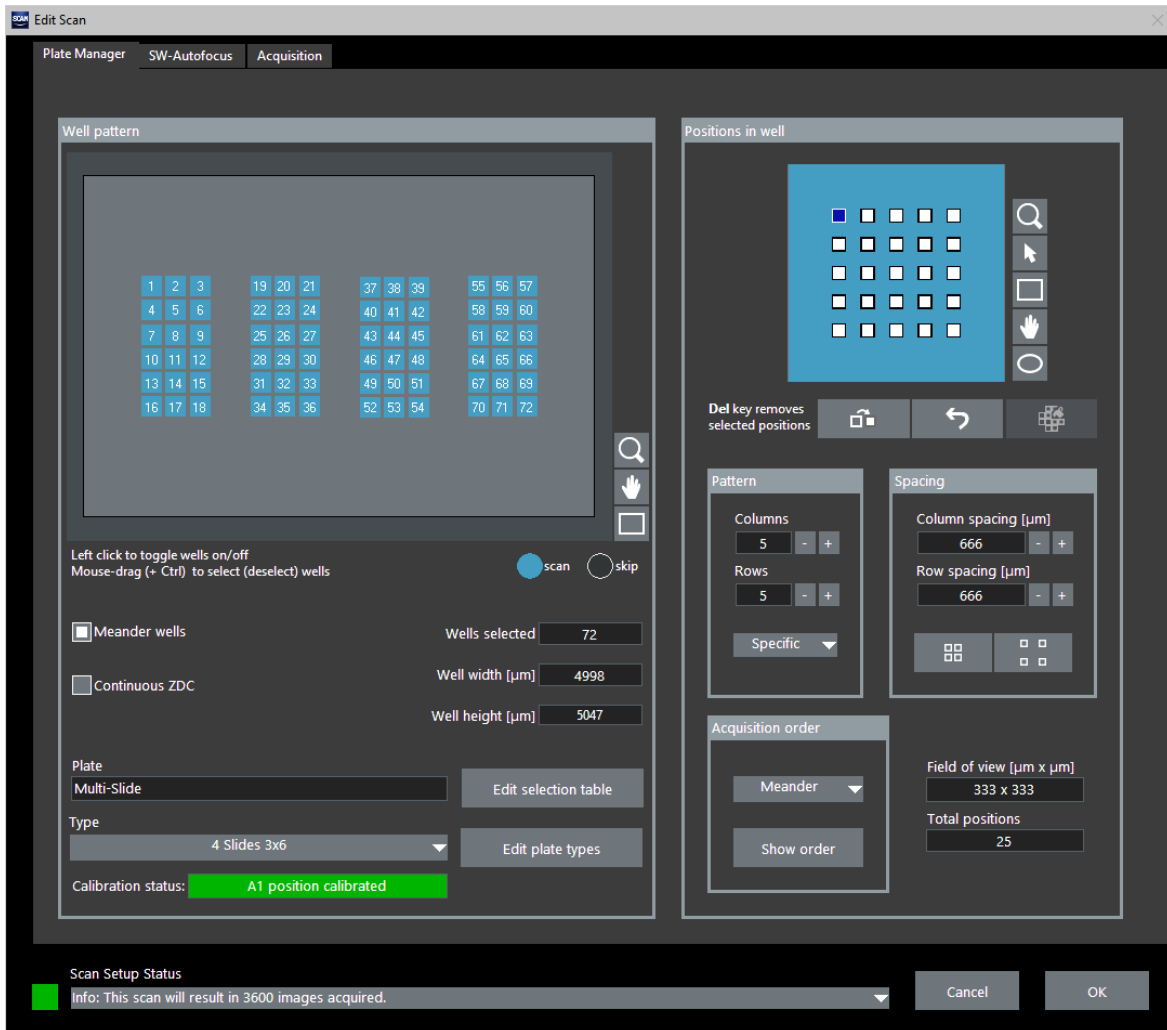 SCAN Edit Scan
Plate Manager SW-Autofocus Acquisition
Well pattern
1 2 3 19 20 21 37 38 39 55 56 57
4 5 6 22 23 24 40 41 42 58 59 60
7 8 9 25 26 27 43 44 45 61 62 63
10 11 12 28 29 30 46 47 48 64 65 66
13 14 15 31 32 33 49 50 51 67 68 69
16 17 18 34 35 36 52 53 54 70 71 72
Left click to toggle wells on/off
Mouse-drag (+ Ctrl) to select (deselect) wells
scan skip
Meander wells
Continuous ZDC
Wells selected 72
Well width [µm] 4998
Well height [µm] 5047
Plate
Multi-Slide
Edit selection table
Type
4 Slides 3x6
Edit plate types
Calibration status: A1 position calibrated
Positions in well
Del key removes
selected positions
Pattern
Columns
5 - +
Rows
5 - +
Specific
Spacing
Column spacing [µm]
666 - +
Row spacing [µm]
666 - +
Acquisition order
Meander
Show order
Field of view [µm x µm]
333 x 333
Total positions
25
Scan Setup Status
Info: This scan will result in 3600 images acquired.
Cancel OK